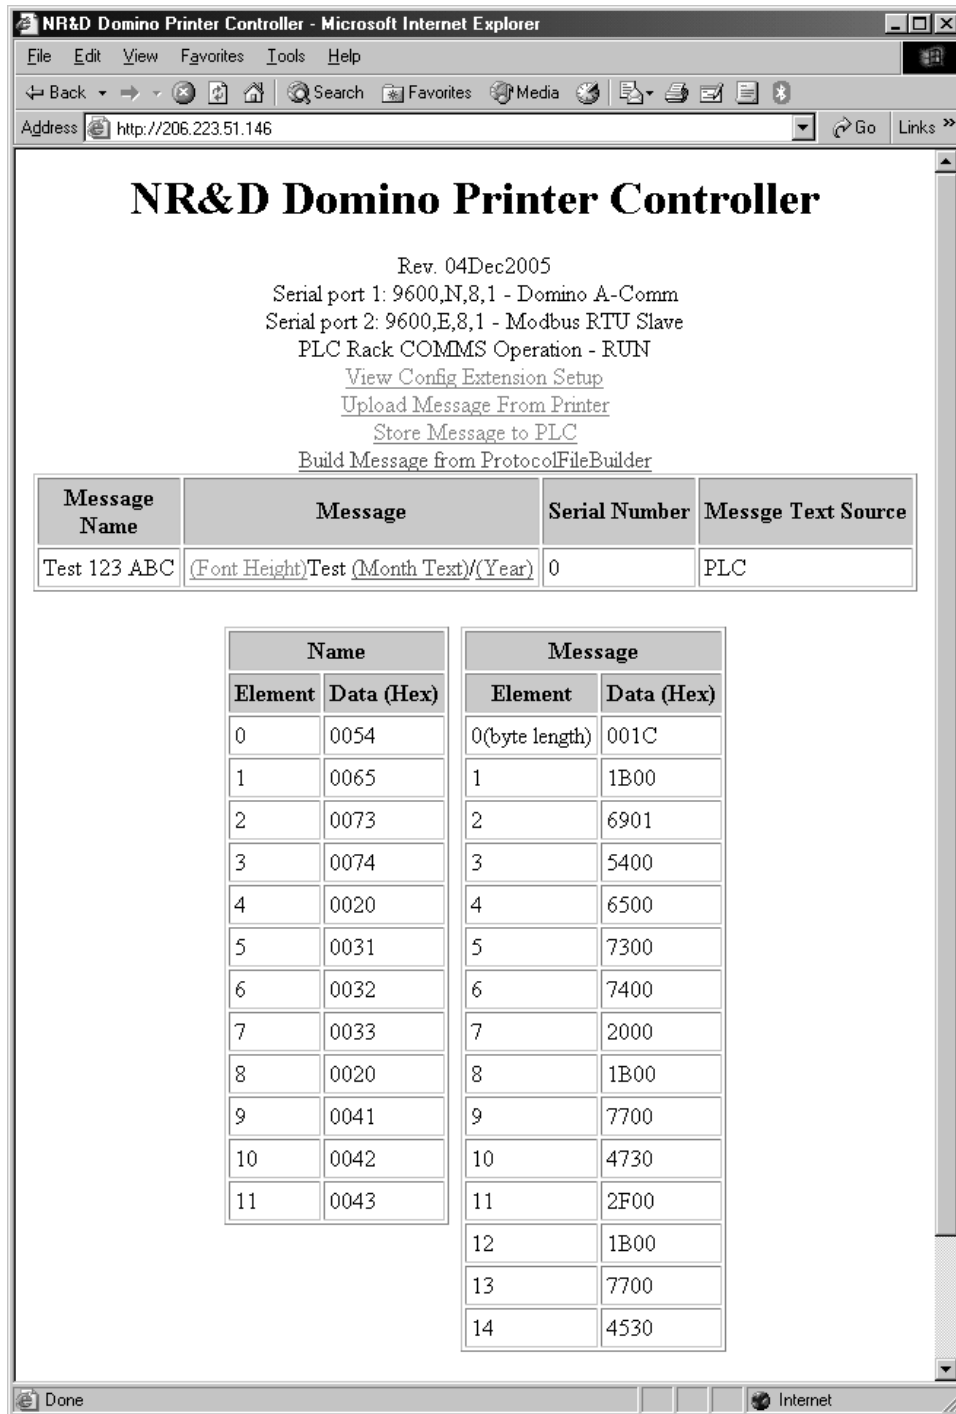 NR&D Domino Printer Controller - Microsoft Internet Explorer
File Edit View Favorites Tools Help
Back Search Favorites Media
Address http://206.223.51.146 Go Links »
NR&D Domino Printer Controller
Rev. 04Dec2005
Serial port 1: 9600,N,8,1 - Domino A-Comm
Serial port 2: 9600,E,8,1 - Modbus RTU Slave
PLC Rack COMMS Operation - RUN
View Config Extension Setup
Upload Message From Printer
Store Message to PLC
Build Message from ProtocolFileBuilder
Message Name Message Serial Number Messge Text Source
Test 123 ABC (Font Height)Test (Month Text)/(Year) 0 PLC
Name Message
Element Data (Hex) Element Data (Hex)
0 0054 0(byte length) 001C
1 0065 1 1B00
2 0073 2 6901
3 0074 3 5400
4 0020 4 6500
5 0031 5 7300
6 0032 6 7400
7 0033 7 2000
8 0020 8 1B00
9 0041 9 7700
10 0042 10 4730
11 0043 11 2F00
12 1B00
13 7700
14 4530
Done Internet